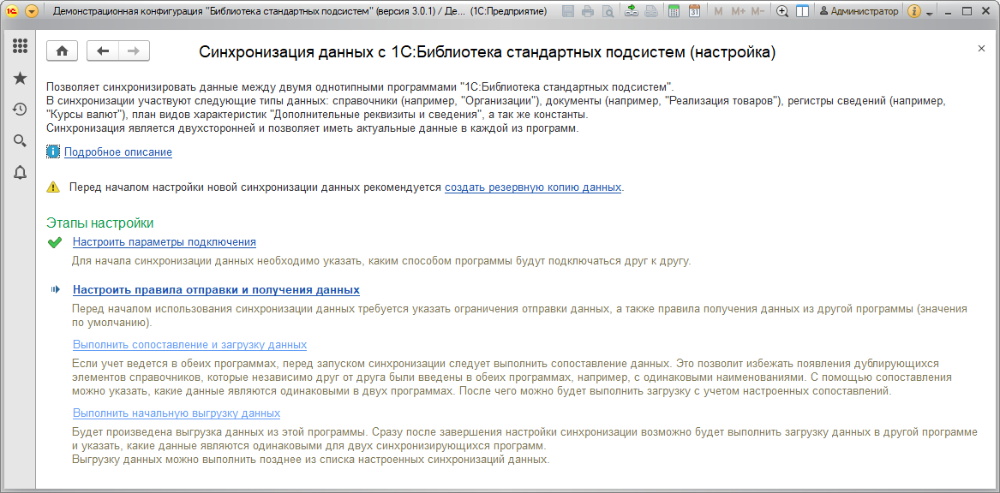 Демонстрационная конфигурация "Библиотека стандартных подсистем" (версия 3.0.1) / Де... (1С:Предприятие)
31
M M+ M-
Администратор
Синхронизация данных с 1С:Библиотека стандартных подсистем (настройка)
Позволяет синхронизировать данные между двумя однотипными программами "1С:Библиотека стандартных подсистем".
В синхронизации участвуют следующие типы данных: справочники (например, "Организации"), документы (например, "Реализация товаров"), регистры сведений (например,
"Курсы валют"), план видов характеристик "Дополнительные реквизиты и сведения", а так же константы.
Синхронизация является двухсторонней и позволяет иметь актуальные данные в каждой из программ.
Подробное описание
Перед началом настройки новой синхронизации данных рекомендуется создать резервную копию данных.
Этапы настройки
Настроить параметры подключения
Для начала синхронизации данных необходимо указать, каким способом программы будут подключаться друг к другу.
Настроить правила отправки и получения данных
Перед началом использования синхронизации данных требуется указать ограничения отправки данных, а также правила получения данных из другой программы (значения
по умолчанию).
Выполнить сопоставление и загрузку данных
Если учет ведется в обеих программах, перед запуском синхронизации следует выполнить сопоставление данных. Это позволит избежать появления дублирующихся
элементов справочников, которые независимо друг от друга были введены в обеих программах, например, с одинаковыми наименованиями. С помощью сопоставления
можно указать, какие данные являются одинаковыми в двух программах. После чего можно будет выполнить загрузку с учетом настроенных сопоставлений.
Выполнить начальную выгрузку данных
Будет произведена выгрузка данных из этой программы. Сразу после завершения настройки синхронизации возможно будет выполнить загрузку данных в другой программе
и указать, какие данные являются одинаковыми для двух синхронизирующихся программ.
Выгрузку данных можно выполнить позднее из списка настроенных синхронизаций данных.